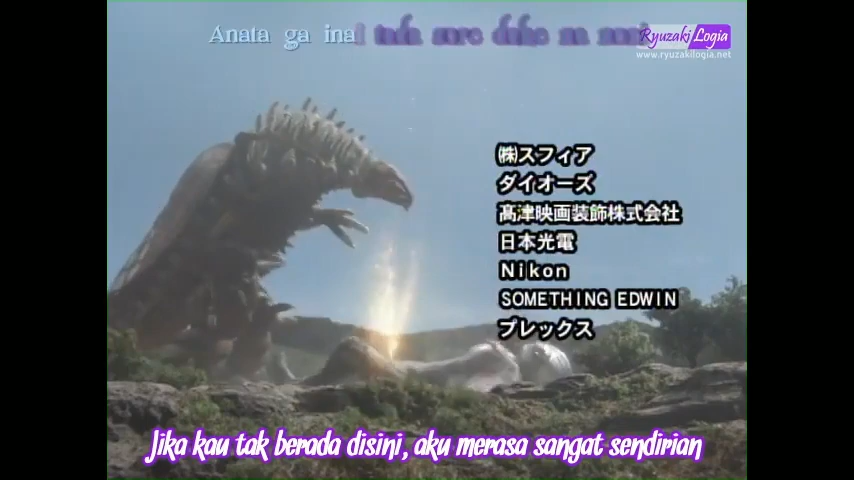 Anata ga ina
Ryuzaki Logia
www.ryuzakilogia.net
㈱スフィア
ダイオーズ
髙津映画装飾株式会社
日本光電
Nikon
SOMETHING EDWIN
プレックス
Jika kau tak berada disini, aku merasa sangat sendirian